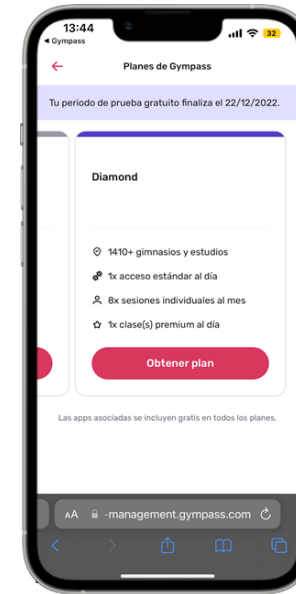 13:44
Gympass
32
Planes de Gympass
Tu periodo de prueba gratuito finaliza el 22/12/2022.
Diamond
1410+ gimnasios y estudios
1x acceso estándar al día
8x sesiones individuales al mes
1x clase(s) premium al día
Obtener plan
Las apps asociadas se incluyen gratis en todos los planes.
AA -management.gympass.com